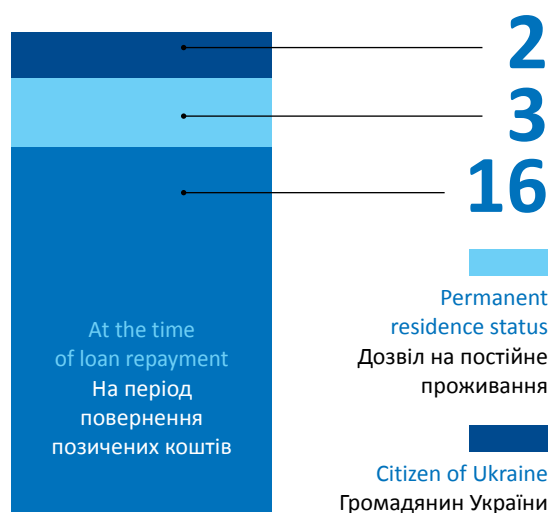 2
3
16
At the time
of loan repayment
На період
повернення
позичених коштів
Permanent
residence status
Дозвіл на постійне
проживання
Citizen of Ukraine
Громадянин України